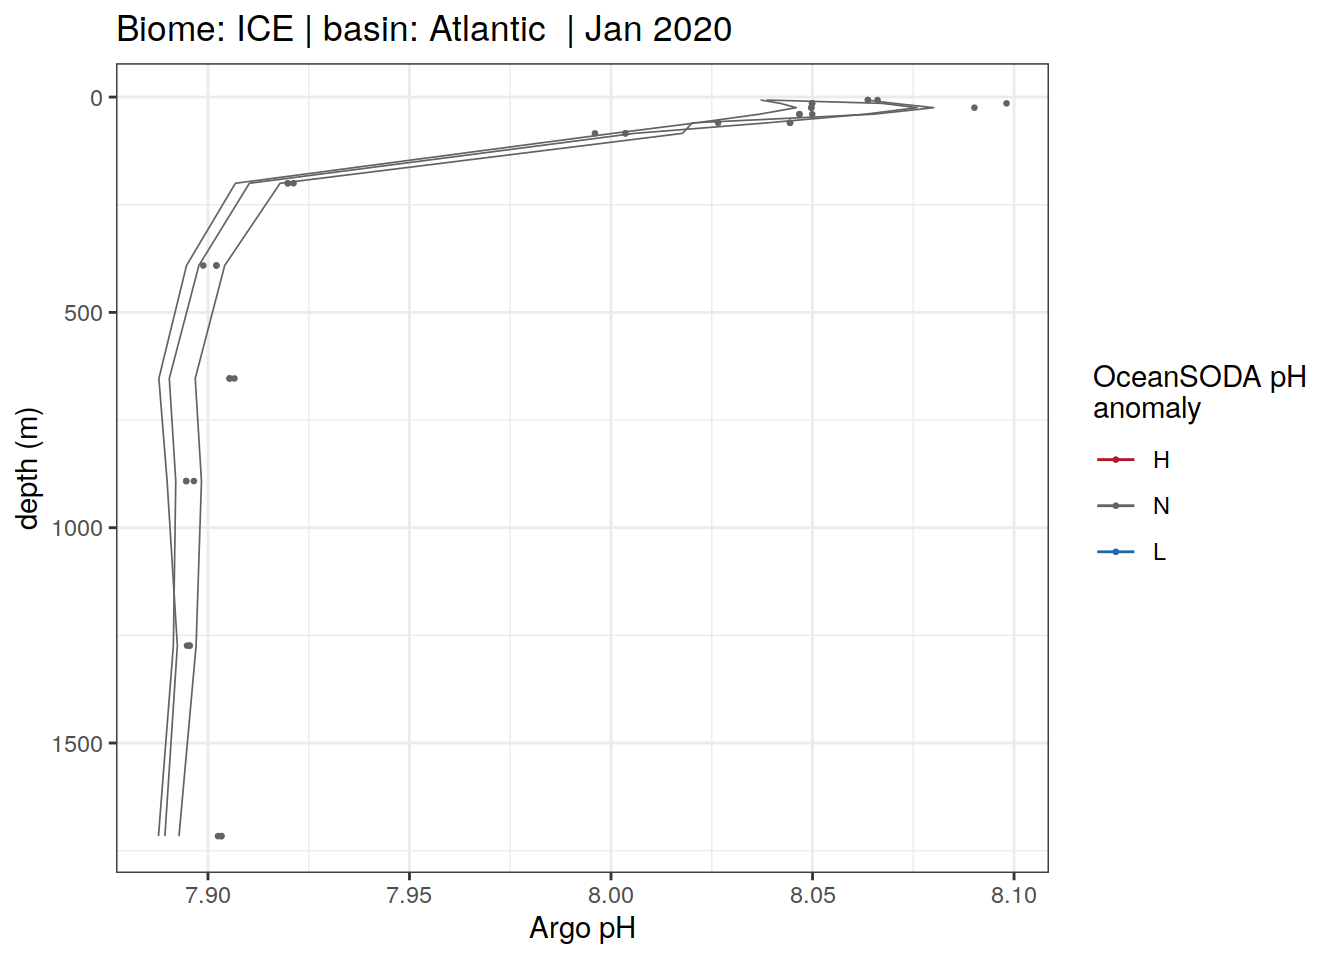 Biome: ICE | basin: Atlantic  | Jan 2020
0
500
1000
1500
depth (m)
7.90
7.95
8.00
8.05
8.10
Argo pH
OceanSODA pH
anomaly
H
N
L